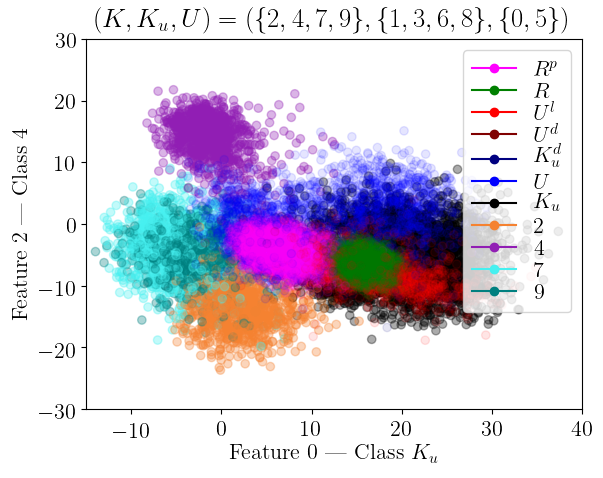 (K, K_u, U) = ({2, 4, 7, 9}, {1, 3, 6, 8}, {0, 5})
30
20
10
0
−10
−20
−30
Feature 2 — Class 4
R^p
R
U^l
U^d
K_u^d
U
K_u
2
4
7
9
−10
0
10
20
30
40
Feature 0 — Class K_u